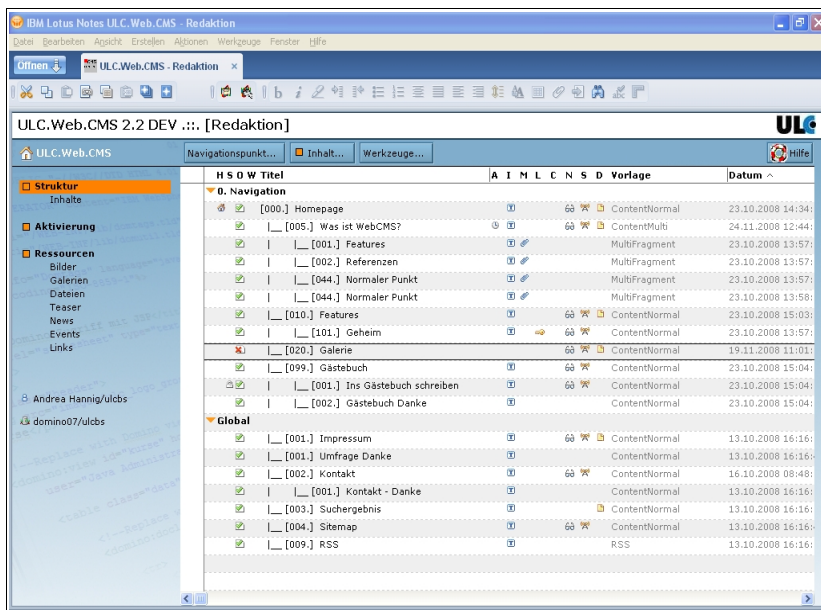 IBM Lotus Notes ULC.Web.CMS - Redaktion
Datei Bearbeiten Ansicht Erstellen Aktionen Werkzeuge Fenster Hilfe
Öffnen ULC.Web.CMS - Redaktion ×
ULC.Web.CMS 2.2 DEV .::. [Redaktion] ULC
ULC.Web.CMS Navigationspunkt... Inhalt... Werkzeuge... Hilfe
Struktur
Inhalte
Aktivierung
Ressourcen
Bilder
Galerien
Dateien
Teaser
News
Events
Links
Andrea Hannig/ulcbs
domino07/ulcbs
H S O W Titel A I M L C N S D Vorlage Datum
0. Navigation
[000.] Homepage ContentNormal 23.10.2008 14:34:
|__ [005.] Was ist WebCMS? ContentMulti 24.11.2008 12:44:
| |__ [001.] Features MultiFragment 23.10.2008 13:57:
| |__ [002.] Referenzen MultiFragment 23.10.2008 13:57:
| |__ [044.] Normaler Punkt MultiFragment 23.10.2008 13:57:
| |__ [044.] Normaler Punkt MultiFragment 23.10.2008 13:58:
|__ [010.] Features ContentNormal 23.10.2008 15:03:
| |__ [101.] Geheim ContentNormal 23.10.2008 13:57:
|__ [020.] Galerie ContentNormal 19.11.2008 11:01:
|__ [099.] Gästebuch ContentNormal 23.10.2008 15:04:
| |__ [001.] Ins Gästebuch schreiben ContentNormal 23.10.2008 15:04:
| |__ [002.] Gästebuch Danke ContentNormal 23.10.2008 15:04:
Global
|__ [001.] Impressum ContentNormal 13.10.2008 16:16:
|__ [001.] Umfrage Danke ContentNormal 13.10.2008 16:16:
|__ [002.] Kontakt ContentNormal 16.10.2008 08:48:
| |__ [001.] Kontakt - Danke ContentNormal 13.10.2008 16:16:
|__ [003.] Suchergebnis ContentNormal 13.10.2008 16:16:
|__ [004.] Sitemap ContentNormal 13.10.2008 16:16:
|__ [009.] RSS RSS 13.10.2008 16:16: